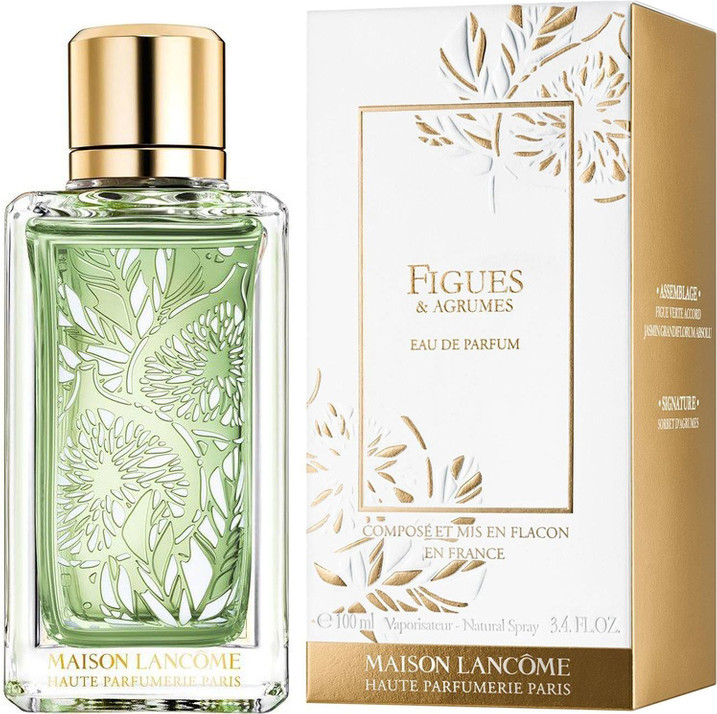 MAISON LANCÔME
HAUTE PARFUMERIE PARIS
FIGUES
& AGRUMES
EAU DE PARFUM
COMPOSÉ ET MIS EN FLACON
EN FRANCE
℮ 100 ml Vaporisateur - Natural Spray 3.4 FL.OZ.
MAISON LANCÔME
HAUTE PARFUMERIE PARIS
• ASSEMBLAGE •
FIGUE VERTE ACCORD
JASMIN GRANDIFLORUM ABSOLU
• SIGNATURE •
SORBET D'AGRUMES